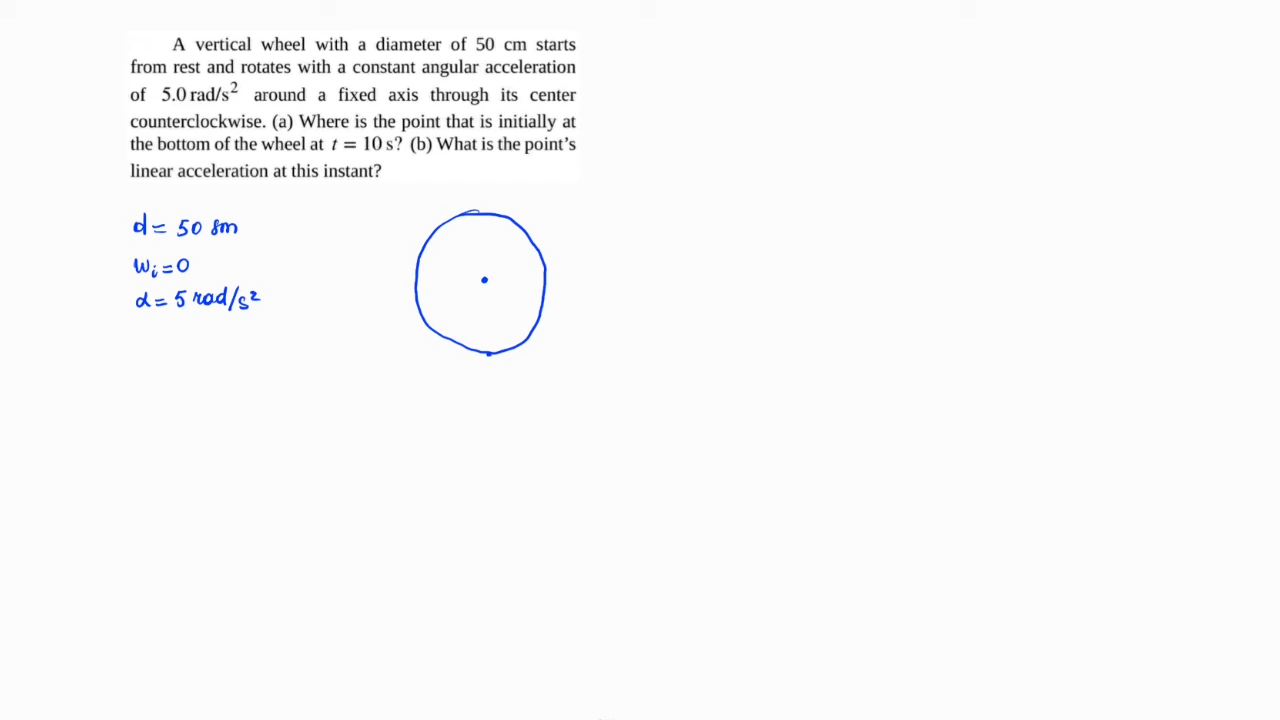 A vertical wheel with a diameter of 50 cm starts
from rest and rotates with a constant angular acceleration
of 5.0 rad/s² around a fixed axis through its center
counterclockwise. (a) Where is the point that is initially at
the bottom of the wheel at t = 10 s? (b) What is the point's
linear acceleration at this instant?
d = 50 sm
wᵢ = 0
α = 5 rad/s²